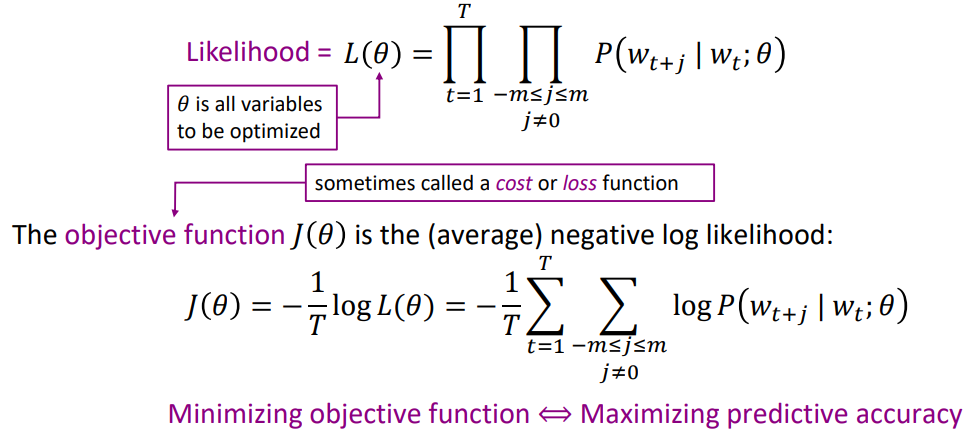 Likelihood = L(θ) = ∏_{t=1}^{T} ∏_{-m≤j≤m, j≠0} P(w_{t+j} | w_t; θ)
θ is all variables
to be optimized
sometimes called a cost or loss function
The objective function J(θ) is the (average) negative log likelihood:
J(θ) = −\frac{1}{T} log L(θ) = −\frac{1}{T} ∑_{t=1}^{T} ∑_{-m≤j≤m, j≠0} log P(w_{t+j} | w_t; θ)
Minimizing objective function ⟺ Maximizing predictive accuracy